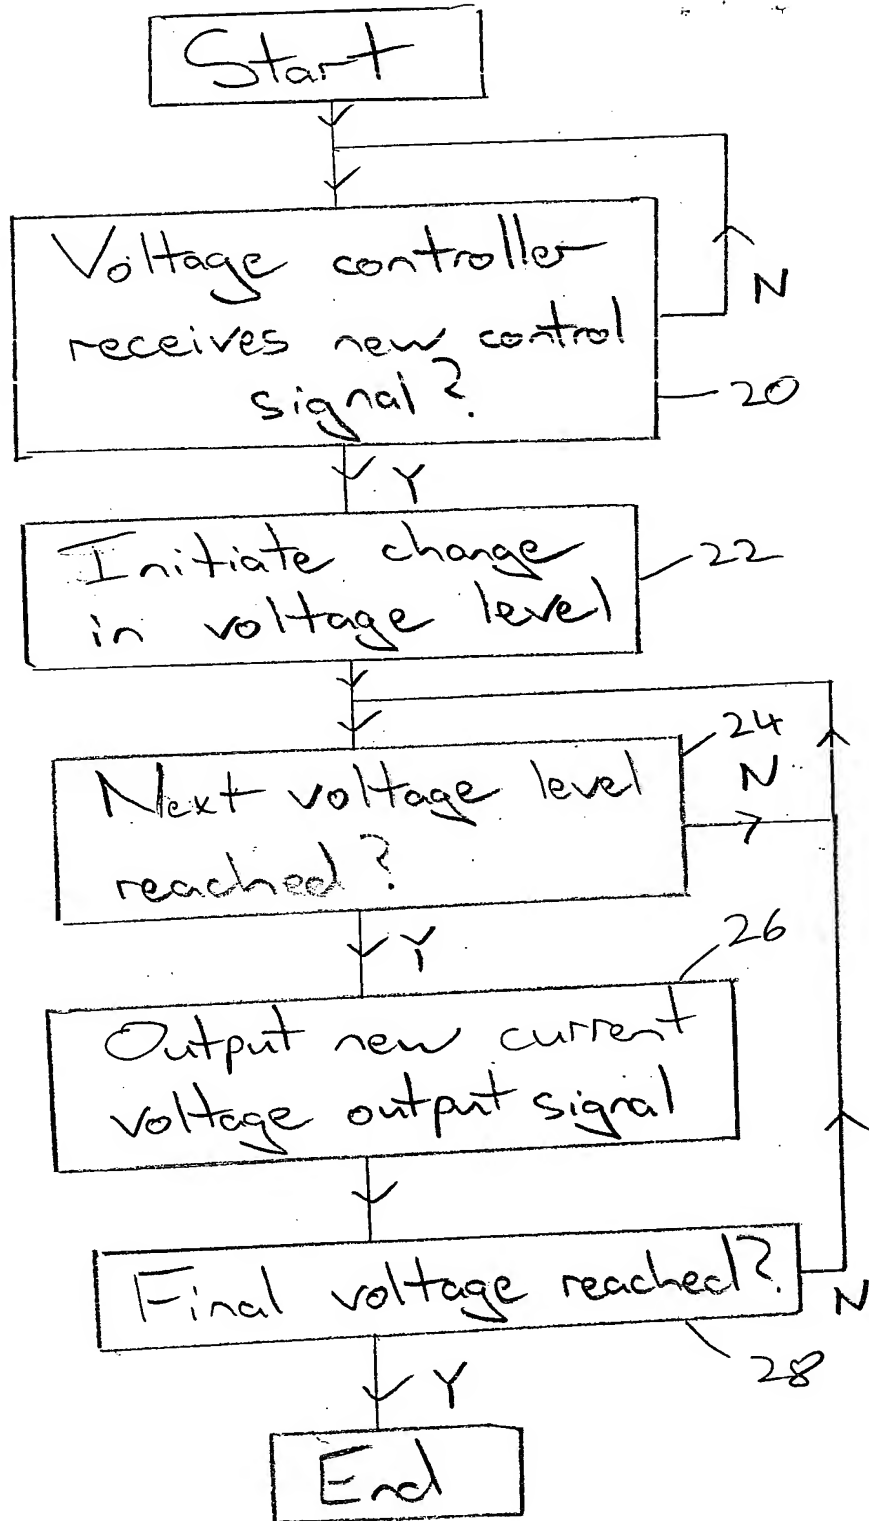 Start
Voltage controller
receives new control
signal?
N
20
Y
Initiate change
in voltage level
22
24
Next voltage level
reached?
N
Y
26
Output new current
voltage output signal
Final voltage reached?
N
28
Y
End